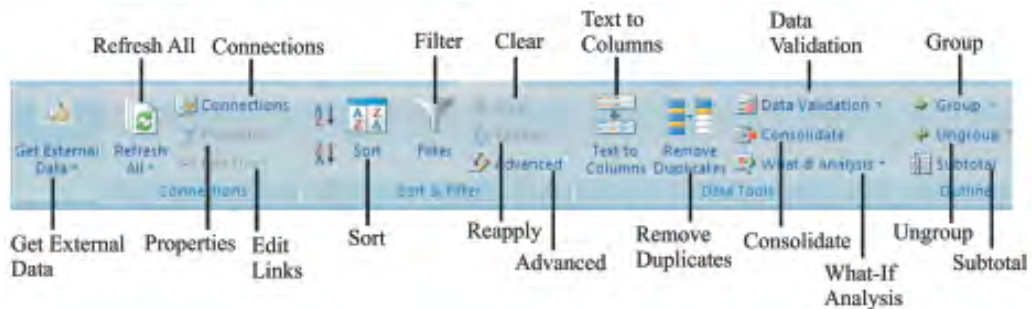 Refresh All Connections Filter Clear Text to Columns Data Validation Group
Connections Data Validation Group
Consolidate Ungroup
Get External Data Refresh All Sort Filter Advanced Text to Columns Remove Duplicates What-If Analysis Subtotal
Connections Sort & Filter Data Tools Outline
Get External Data Properties Edit Links Sort Reapply Advanced Remove Duplicates Consolidate What-If Analysis Ungroup Subtotal